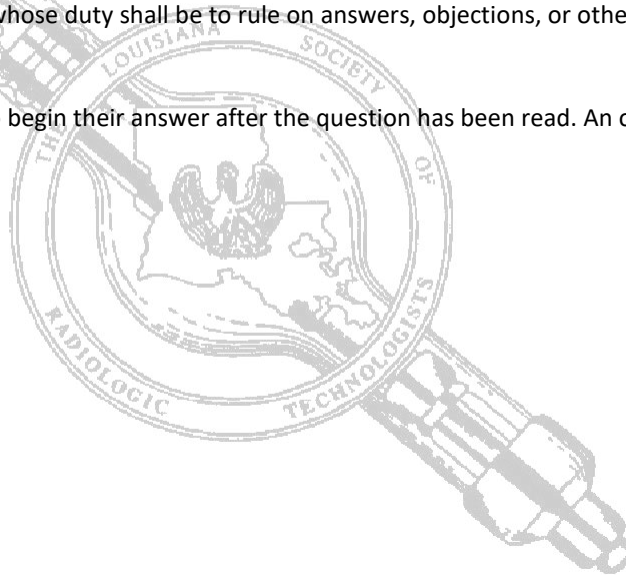 whose duty shall be to rule on answers, objections, or othe
begin their answer after the question has been read. An o
THE LOUISIANA SOCIETY OF
RADIOLOGIC TECHNOLOGISTS